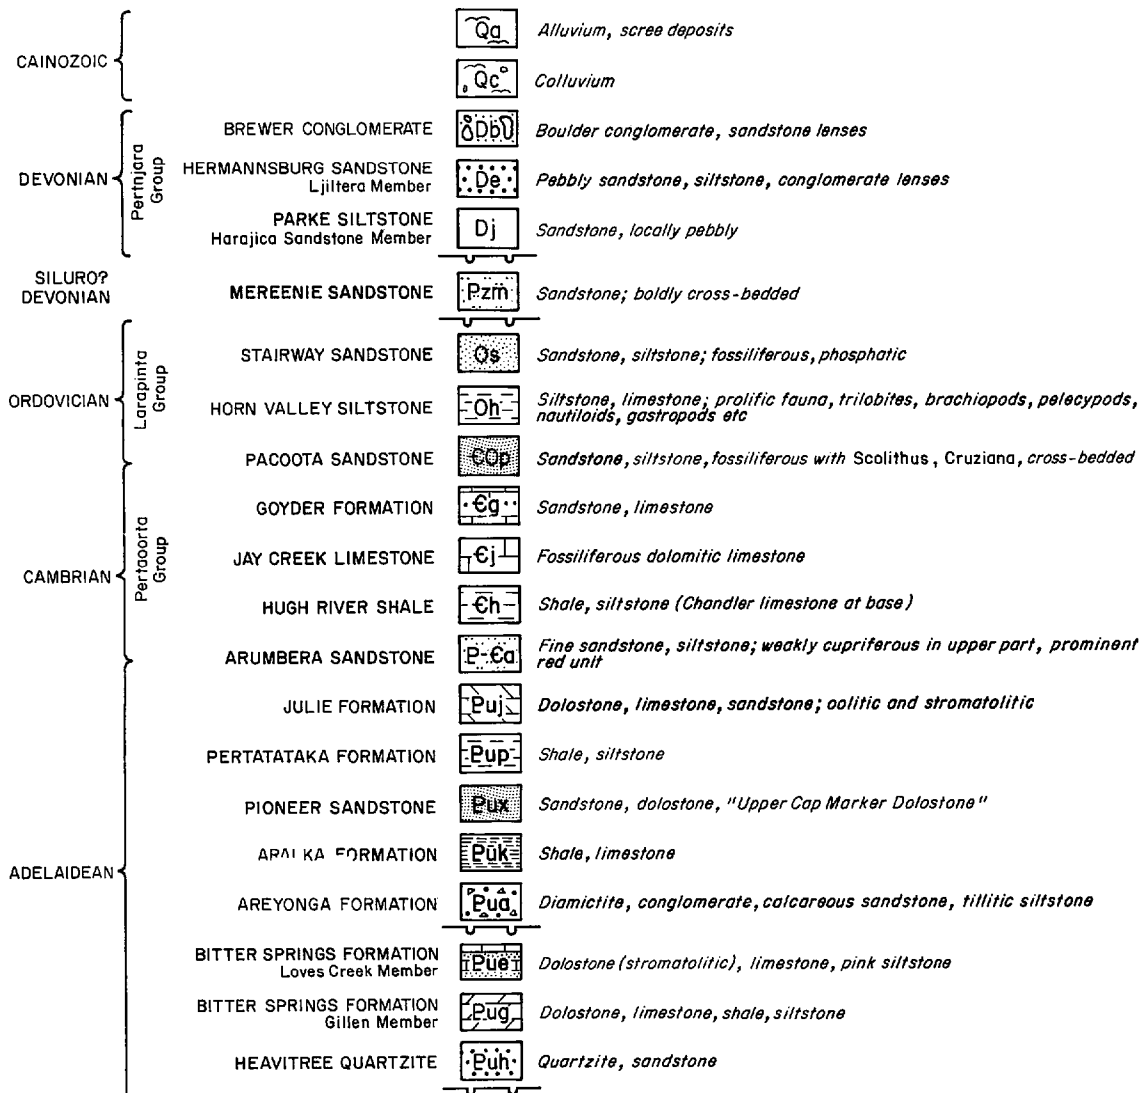 CAINOZOIC
Qa Alluvium, scree deposits
Qc Colluvium
DEVONIAN
Pertnjara
Group
BREWER CONGLOMERATE Db Boulder conglomerate, sandstone lenses
HERMANNSBURG SANDSTONE De Pebbly sandstone, siltstone, conglomerate lenses
Ljiltera Member
PARKE SILTSTONE Dj Sandstone, locally pebbly
Harajica Sandstone Member
SILURO?
DEVONIAN
MEREENIE SANDSTONE Pzm Sandstone; boldly cross-bedded
ORDOVICIAN
Larapinta
Group
STAIRWAY SANDSTONE Os Sandstone, siltstone; fossiliferous, phosphatic
HORN VALLEY SILTSTONE Oh Siltstone, limestone; prolific fauna, trilobites, brachiopods, pelecypods,
nautiloids, gastropods etc
PACOOTA SANDSTONE ЄOp Sandstone, siltstone, fossiliferous with Scolithus, Cruziana, cross-bedded
CAMBRIAN
Pertaoorta
Group
GOYDER FORMATION Єg Sandstone, limestone
JAY CREEK LIMESTONE Єj Fossiliferous dolomitic limestone
HUGH RIVER SHALE Єh Shale, siltstone (Chandler limestone at base)
ARUMBERA SANDSTONE P-Єa Fine sandstone, siltstone; weakly cupriferous in upper part, prominent
red unit
ADELAIDEAN
JULIE FORMATION Puj Dolostone, limestone, sandstone; oolitic and stromatolitic
PERTATATAKA FORMATION Pup Shale, siltstone
PIONEER SANDSTONE Pux Sandstone, dolostone, "Upper Cap Marker Dolostone"
ARALKA FORMATION Puk Shale, limestone
AREYONGA FORMATION Pua Diamictite, conglomerate, calcareous sandstone, tillitic siltstone
BITTER SPRINGS FORMATION Pue Dolostone (stromatolitic), limestone, pink siltstone
Loves Creek Member
BITTER SPRINGS FORMATION Pug Dolostone, limestone, shale, siltstone
Gillen Member
HEAVITREE QUARTZITE Puh Quartzite, sandstone